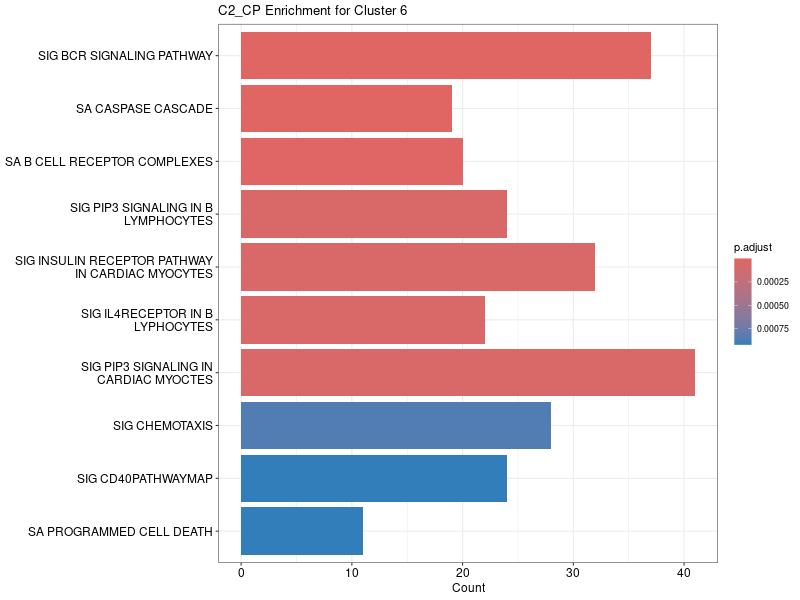 C2_CP Enrichment for Cluster 6
SIG BCR SIGNALING PATHWAY
SA CASPASE CASCADE
SA B CELL RECEPTOR COMPLEXES
SIG PIP3 SIGNALING IN B
LYMPHOCYTES
SIG INSULIN RECEPTOR PATHWAY
IN CARDIAC MYOCYTES
SIG IL4RECEPTOR IN B
LYPHOCYTES
SIG PIP3 SIGNALING IN
CARDIAC MYOCTES
SIG CHEMOTAXIS
SIG CD40PATHWAYMAP
SA PROGRAMMED CELL DEATH
0 10 20 30 40
Count
p.adjust
0.00025
0.00050
0.00075